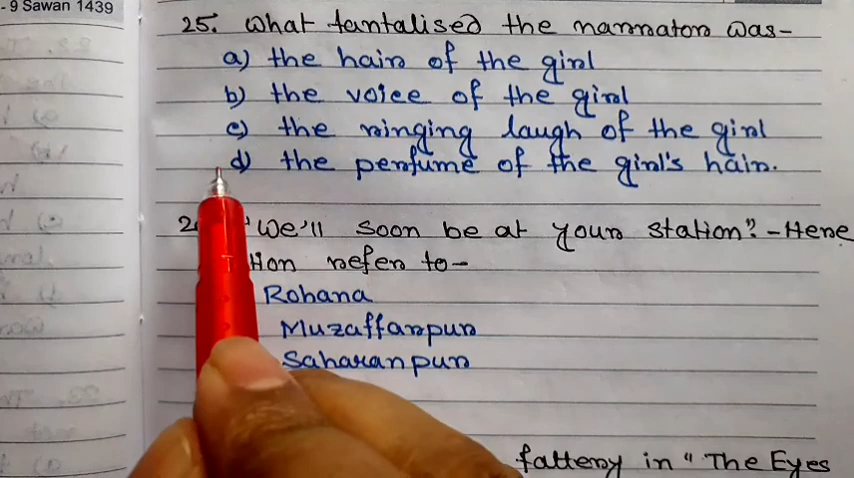 - 9 Sawan 1439
25. What tantalised the narrator was-
a) the hair of the girl
b) the voice of the girl
c) the ringing laugh of the girl
d) the perfume of the girl's hair.
"We'll soon be at your station" - Here
refer to-
Rohana
Muzaffarpur
Saharanpur
fattery in "The Eyes